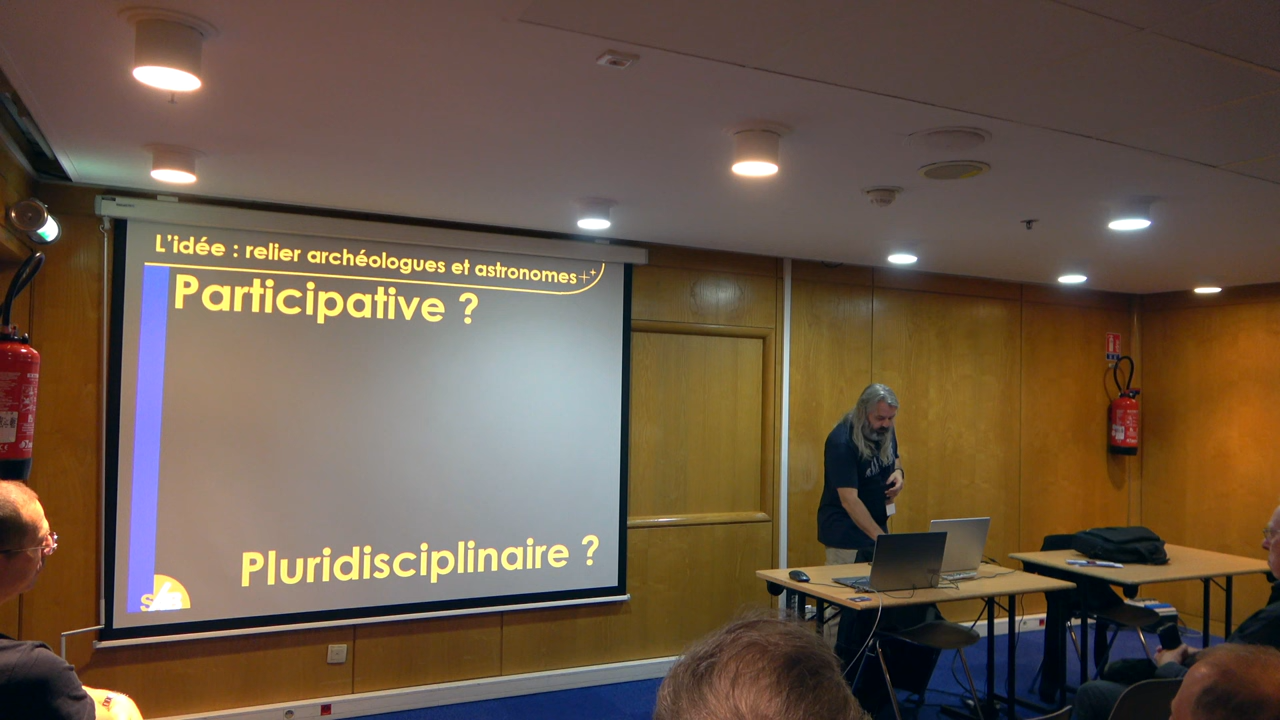 L'idée : relier archéologues et astronomes
Participative ?
Pluridisciplinaire ?